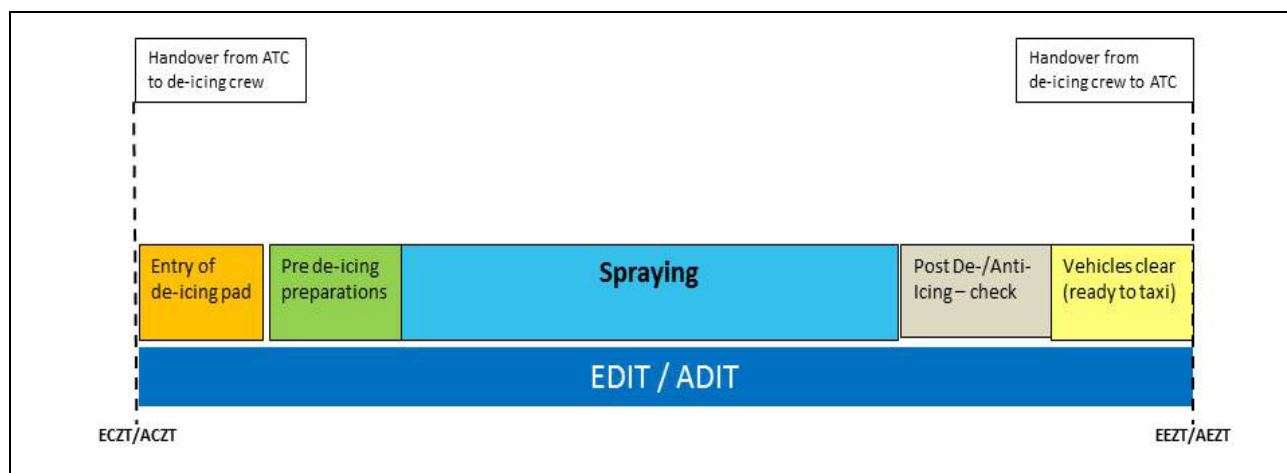 Handover from ATC
to de-icing crew
Handover from
de-icing crew to ATC
Entry of
de-icing pad
Pre de-icing
preparations
Spraying
Post De-/Anti-
Icing – check
Vehicles clear
(ready to taxi)
EDIT / ADIT
ECZT/ACZT
EEZT/AEZT